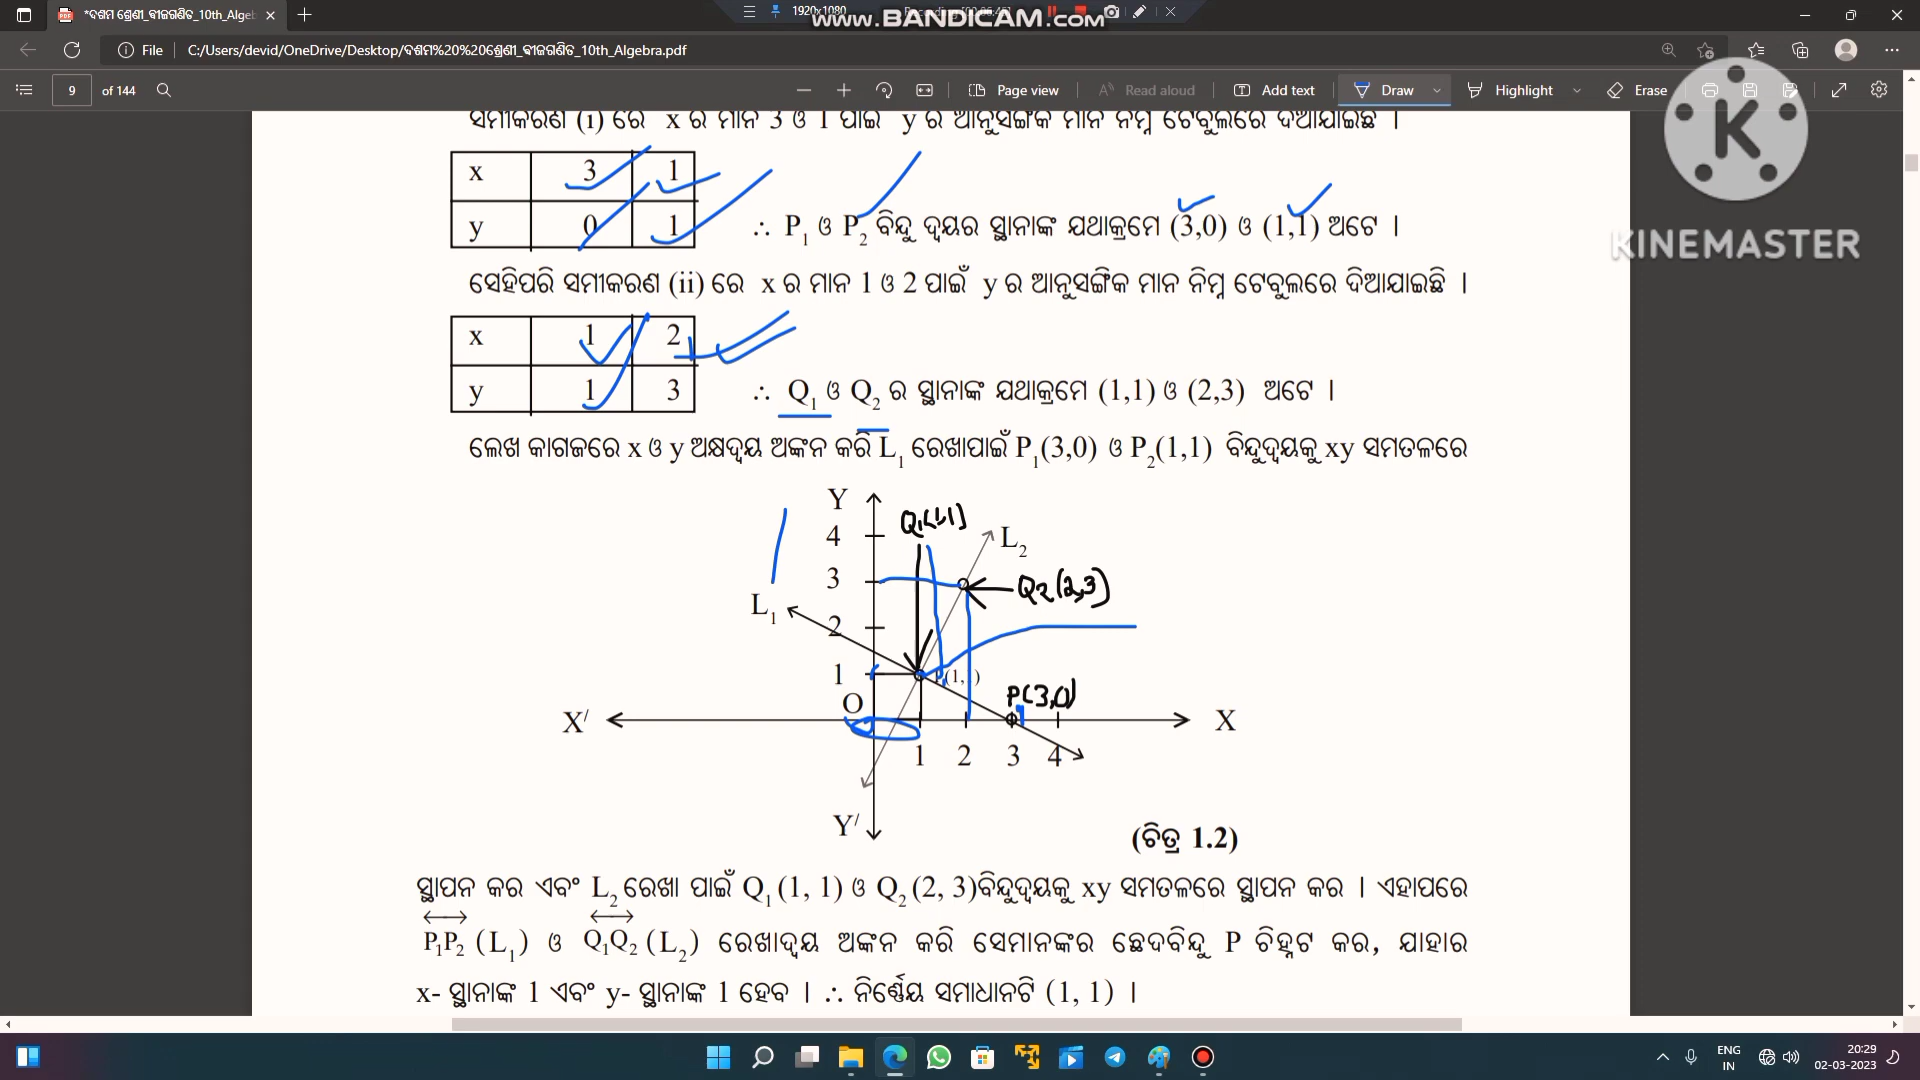 *ଦଶମ ଶ୍ରେଣୀ_ବୀଜଗଣିତ_10th_Algeb
1920x1080
www.BANDICAM.com
File C:/Users/devid/OneDrive/Desktop/ଦଶମ%20%20ଶ୍ରେଣୀ_ବୀଜଗଣିତ_10th_Algebra.pdf
9 of 144 Page view Read aloud Add text Draw Highlight Erase
ସମୀକରଣ (i) ରେ x ର ମାନ 3 ଓ 1 ପାଇଁ y ର ଆନୁସଙ୍ଗିକ ମାନ ନିମ୍ନ ଟେବୁଲରେ ଦିଆଯାଇଛି ।
x 3 1
y 0 1 ∴ P1 ଓ P2 ବିନ୍ଦୁ ଦ୍ୱୟର ସ୍ଥାନାଙ୍କ ଯଥାକ୍ରମେ (3,0) ଓ (1,1) ଅଟେ ।
K
KINEMASTER
ସେହିପରି ସମୀକରଣ (ii) ରେ x ର ମାନ 1 ଓ 2 ପାଇଁ y ର ଆନୁସଙ୍ଗିକ ମାନ ନିମ୍ନ ଟେବୁଲରେ ଦିଆଯାଇଛି ।
x 1 2
y 1 3 ∴ Q1 ଓ Q2 ର ସ୍ଥାନାଙ୍କ ଯଥାକ୍ରମେ (1,1) ଓ (2,3) ଅଟେ ।
ଲେଖ କାଗଜରେ x ଓ y ଅକ୍ଷଦ୍ୱୟ ଅଙ୍କନ କରି L1 ରେଖାପାଇଁ P1(3,0) ଓ P2(1,1) ବିନ୍ଦୁଦ୍ୱୟକୁ xy ସମତଳରେ
Y
Q1(1,1)
4
L2
3
Q2(2,3)
L1
2
1
P(3,0)
O
X/ X
1 2 3 4
Y/
(ଚିତ୍ର 1.2)
ସ୍ଥାପନ କର ଏବଂ L2 ରେଖା ପାଇଁ Q1 (1, 1) ଓ Q2 (2, 3)ବିନ୍ଦୁଦ୍ୱୟକୁ xy ସମତଳରେ ସ୍ଥାପନ କର । ଏହାପରେ
P1P2 (L1) ଓ Q1Q2 (L2) ରେଖାଦ୍ୱୟ ଅଙ୍କନ କରି ସେମାନଙ୍କର ଛେଦବିନ୍ଦୁ P ଚିହ୍ନଟ କର, ଯାହାର
x- ସ୍ଥାନାଙ୍କ 1 ଏବଂ y- ସ୍ଥାନାଙ୍କ 1 ହେବ । ∴ ନିର୍ଣ୍ଣେୟ ସମାଧାନଟି (1, 1) ।
ENG
IN
20:29
02-03-2023